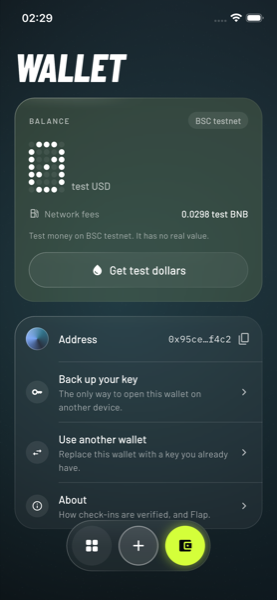 02:29
WALLET
BALANCE
BSC testnet
0 test USD
Network fees
0.0298 test BNB
Test money on BSC testnet. It has no real value.
Get test dollars
Address
0x95ce…f4c2
Back up your key
The only way to open this wallet on
another device.
Use another wallet
Replace this wallet with a key you already
have.
About
How check-ins are verified, and Flap.